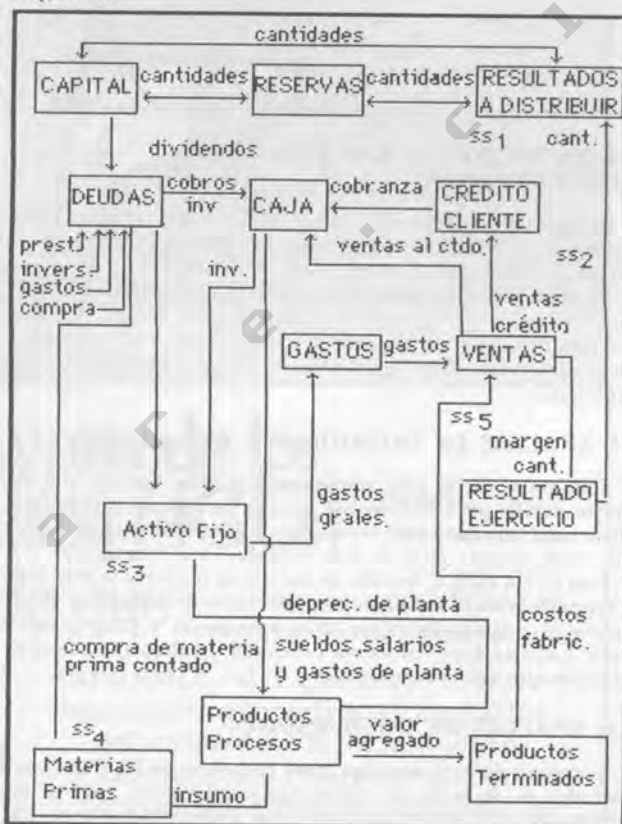 cantidades
CAPITAL
cantidades
RESERVAS
cantidades
RESULTADOS
A DISTRIBUIR
ss1
cant.
dividendos
DEUDAS
cobros
inv
CAJA
cobranza
CREDITO
CLIENTE
prest.
invers
gastos
compra
inv.
ventas al ctdo.
ss2
ventas
crédito
GASTOS
gastos
VENTAS
ss5
margen
cant.
RESULTADO
EJERCICIO
gastos
grales.
Activo Fijo
ss3
deprec. de planta
costos
fabric.
compra de materia
prima contado
sueldos, salarios
y gastos de planta
Productos
Procesos
valor
agregado
Productos
Terminados
ss4
Materias
Primas
insumo